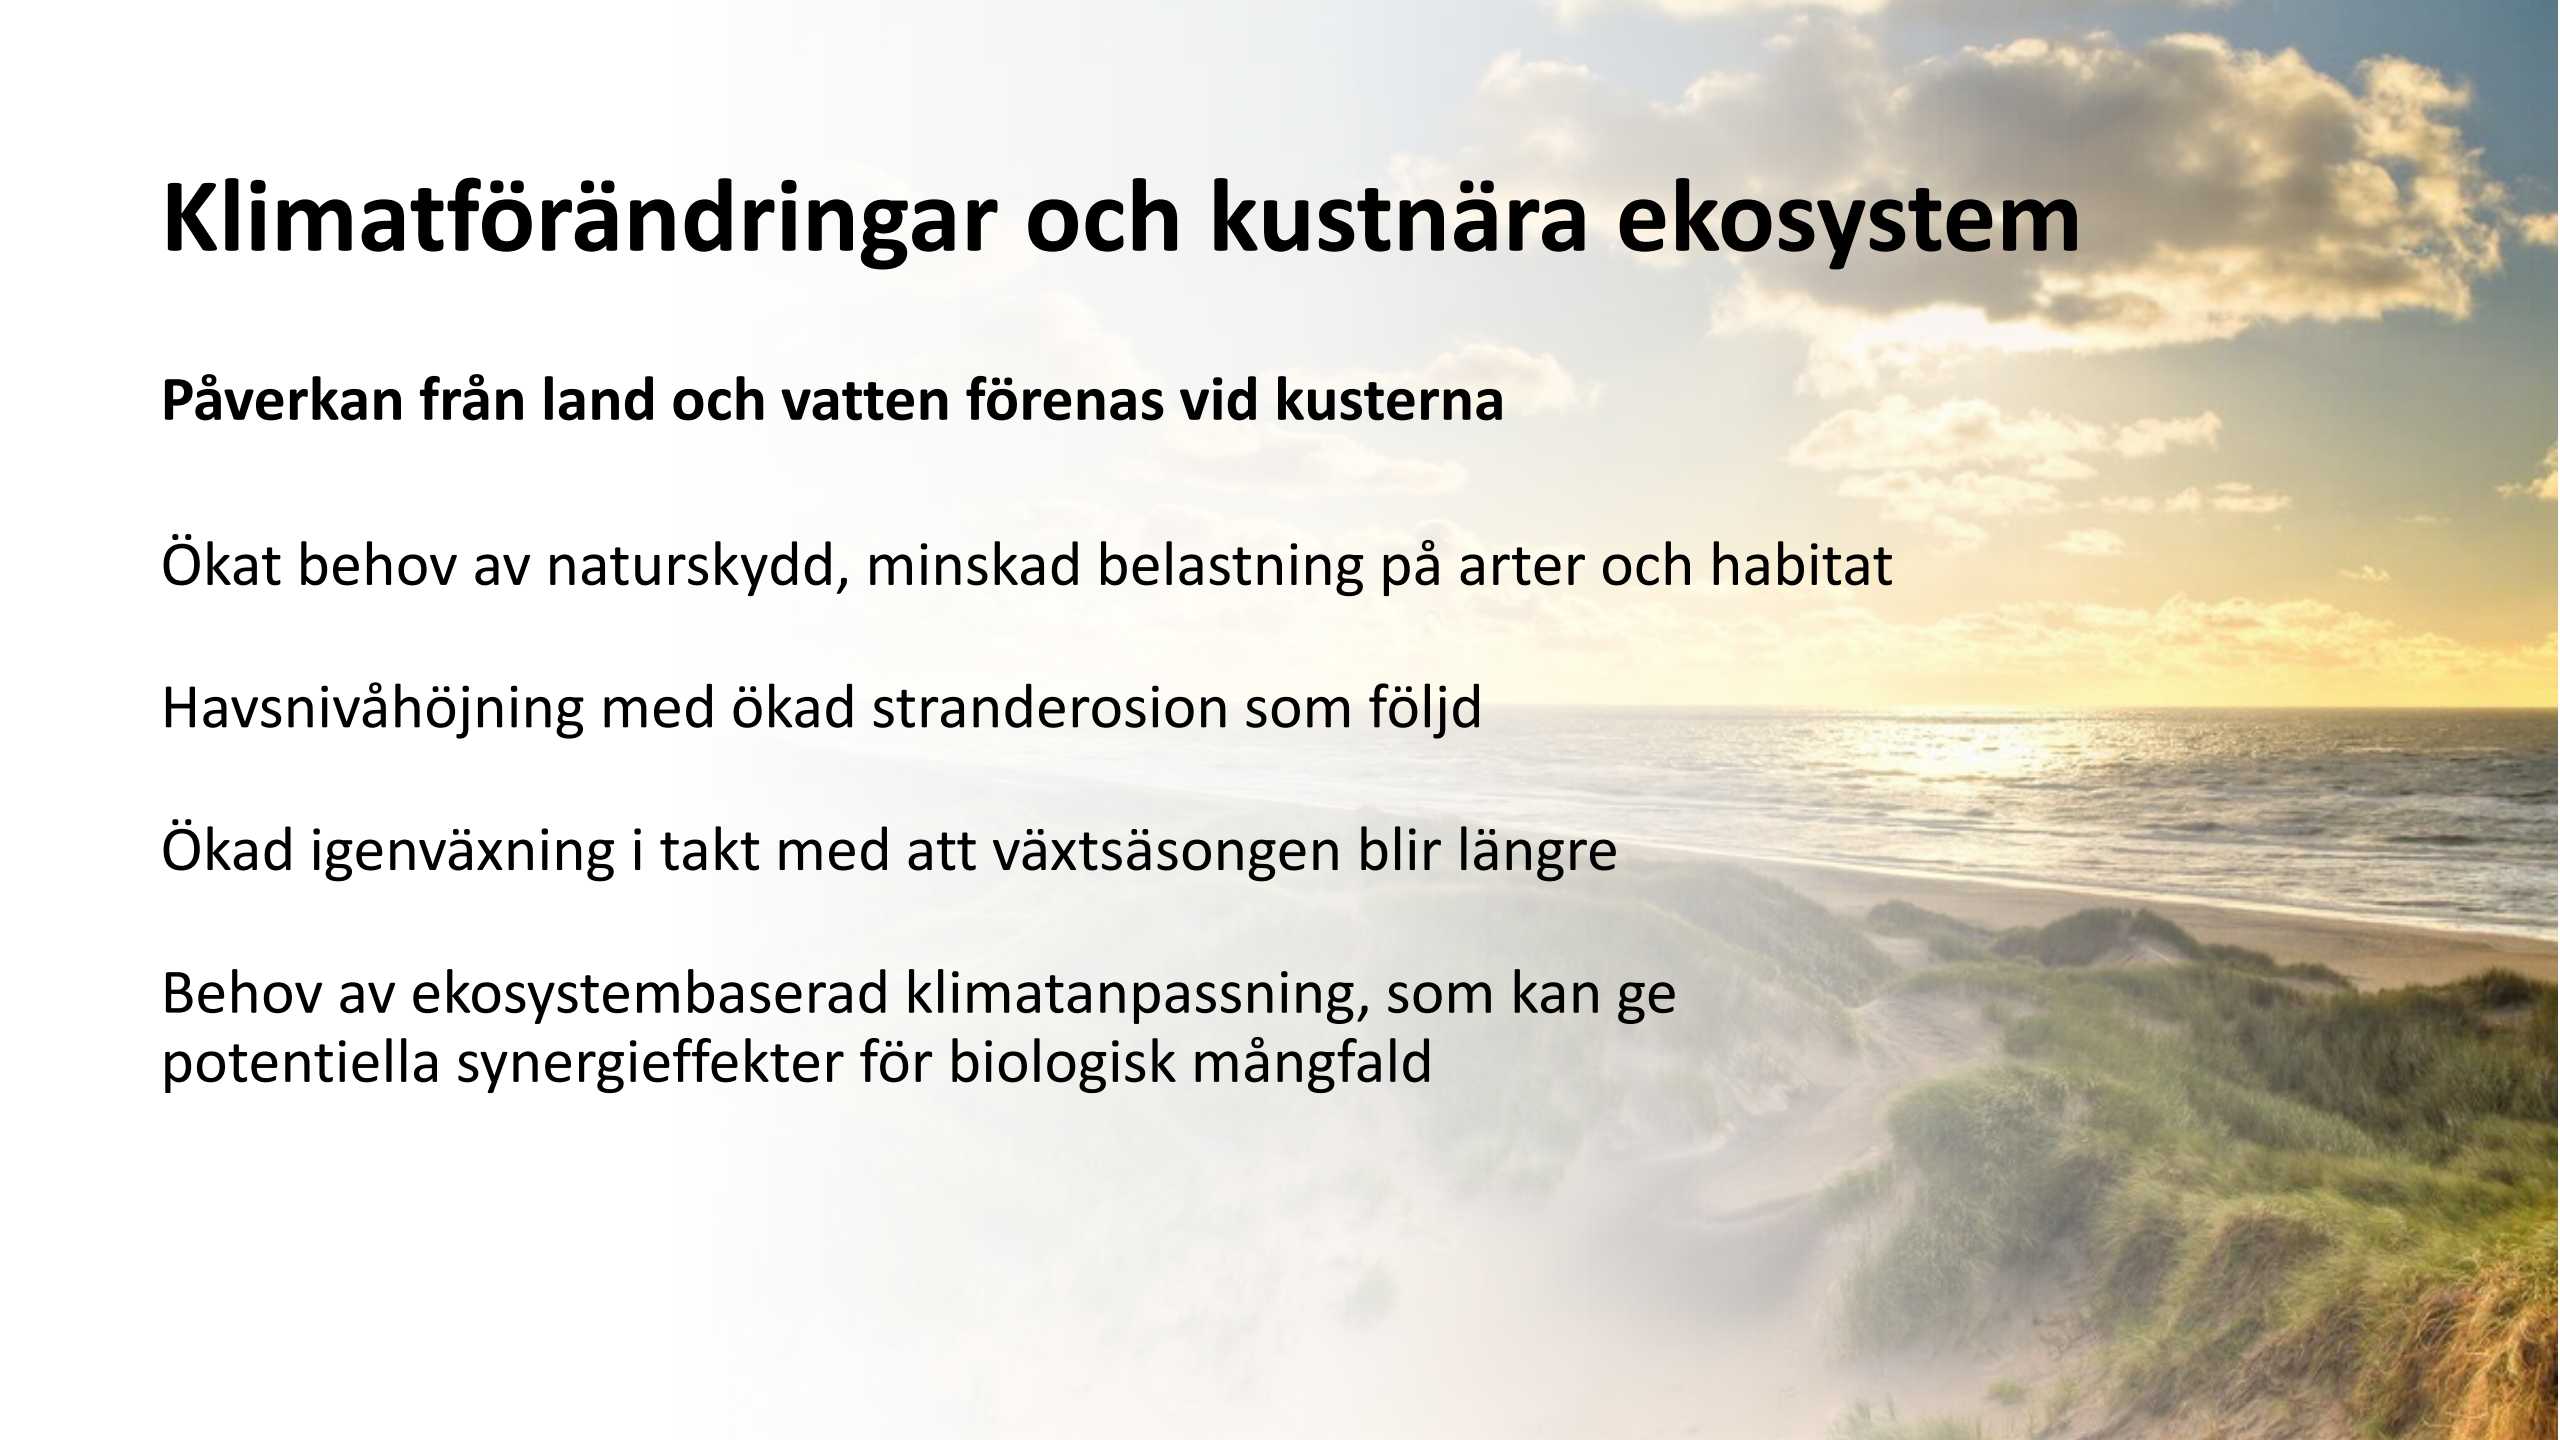 Klimatförändringar och kustnära ekosystem
Påverkan från land och vatten förenas vid kusterna
Ökat behov av naturskydd, minskad belastning på arter och habitat
Havsnivåhöjning med ökad stranderosion som följd
Ökad igenväxning i takt med att växtsäsongen blir längre
Behov av ekosystembaserad klimatanpassning, som kan ge
potentiella synergieffekter för biologisk mångfald